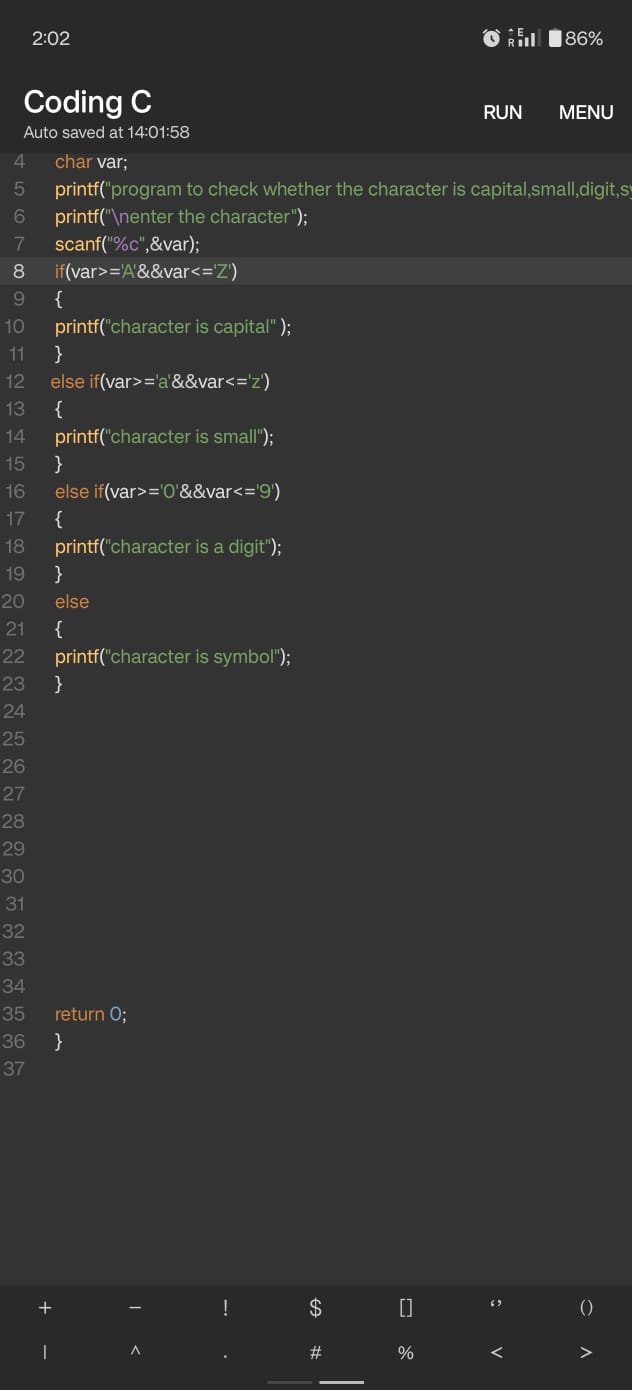 2:02 E R 86%
Coding C
RUN MENU
Auto saved at 14:01:58
4 char var;
5 printf("program to check whether the character is capital,small,digit,sy
6 printf("\nenter the character");
7 scanf("%c",&var);
8 if(var>='A'&&var<='Z')
9 {
10 printf("character is capital" );
11 }
12 else if(var>='a'&&var<='z')
13 {
14 printf("character is small");
15 }
16 else if(var>='0'&&var<='9')
17 {
18 printf("character is a digit");
19 }
20 else
21 {
22 printf("character is symbol");
23 }
24
25
26
27
28
29
30
31
32
33
34
35 return 0;
36 }
37
+ − ! $ [] ‘’ ()
| ^ . # % < >